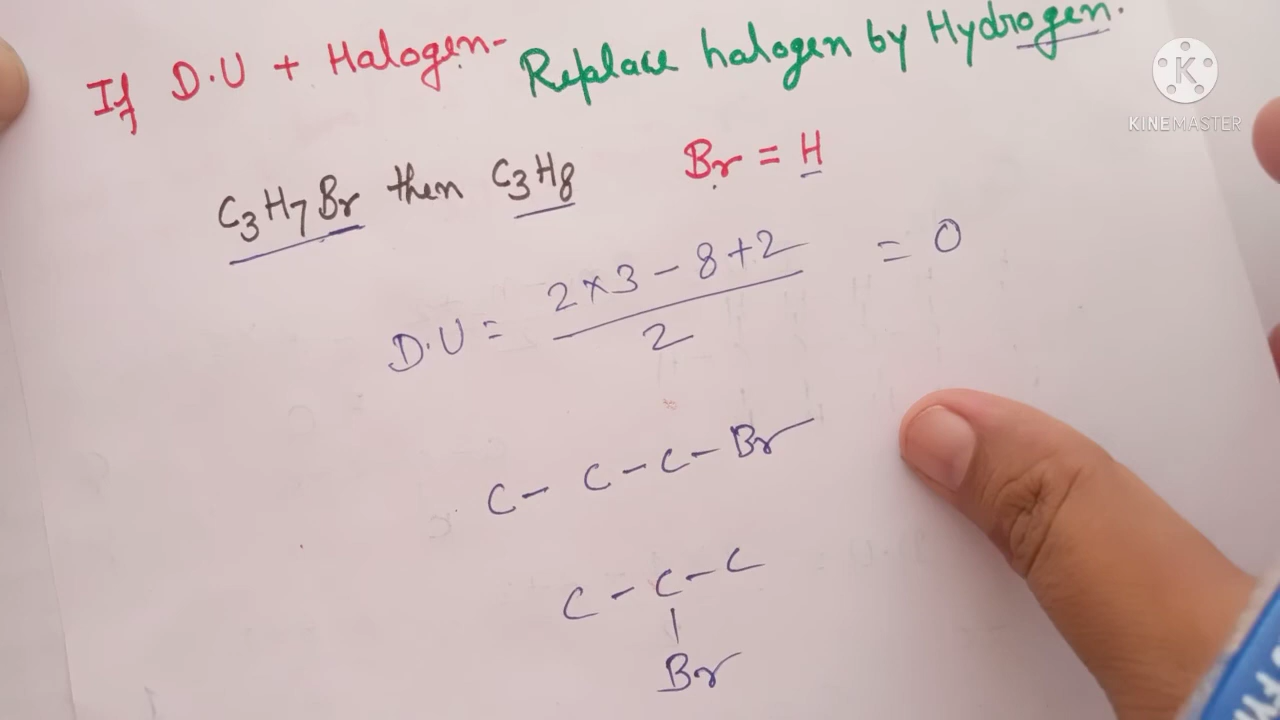 If D.U + Halogen- Replace halogen by Hydrogen.
KINEMASTER
C3H7Br then C3H8 Br = H
D.U = 2×3 - 8+2 / 2 = 0
C - C - C - Br
C - C - C
|
Br